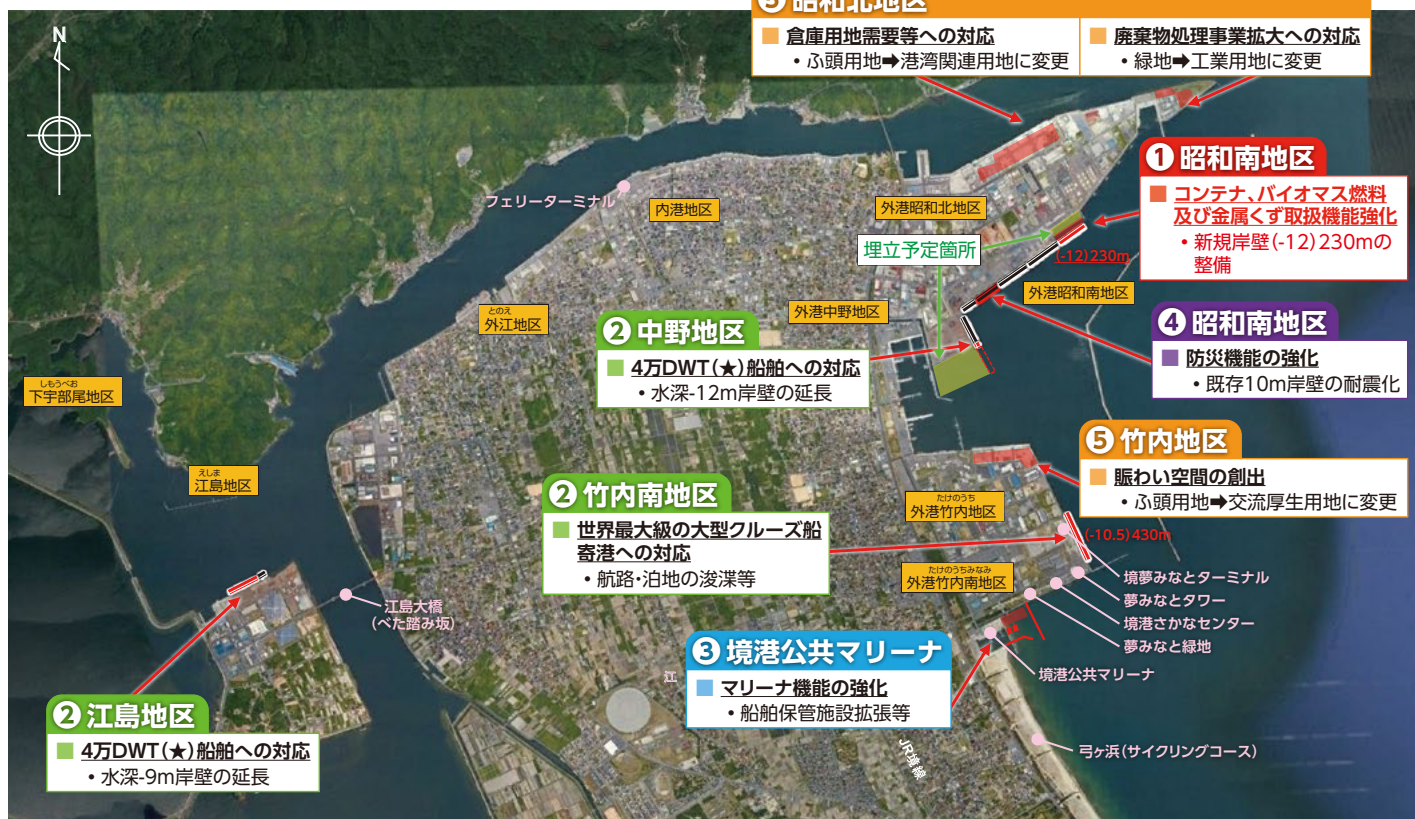 ❺昭和北地区
■ 倉庫用地需要等への対応
• ふ頭用地➡港湾関連用地に変更
■ 廃棄物処理事業拡大への対応
• 緑地➡工業用地に変更
N
❶ 昭和南地区
■ コンテナ、バイオマス燃料
及び金属くず取扱機能強化
• 新規岸壁(-12)230mの
整備
フェリーターミナル
内港地区
外港昭和北地区
埋立予定箇所
(-12)230m
外港昭和南地区
とのえ
外江地区
外港中野地区
❷ 中野地区
■ 4万DWT(★)船舶への対応
• 水深-12m岸壁の延長
❹ 昭和南地区
■ 防災機能の強化
• 既存10m岸壁の耐震化
しもうべお
下宇部尾地区
えしま
江島地区
❺ 竹内地区
■ 賑わい空間の創出
• ふ頭用地➡交流厚生用地に変更
❷ 竹内南地区
■ 世界最大級の大型クルーズ船
寄港への対応
• 航路・泊地の浚渫等
たけのうち
外港竹内地区
(-10.5)430m
たけのうちみなみ
外港竹内南地区
境夢みなとターミナル
夢みなとタワー
境港さかなセンター
夢みなと緑地
境港公共マリーナ
江島大橋
(べた踏み坂)
❸ 境港公共マリーナ
■ マリーナ機能の強化
• 船舶保管施設拡張等
江
❷ 江島地区
■ 4万DWT(★)船舶への対応
• 水深-9m岸壁の延長
JR境線
弓ヶ浜(サイクリングコース)